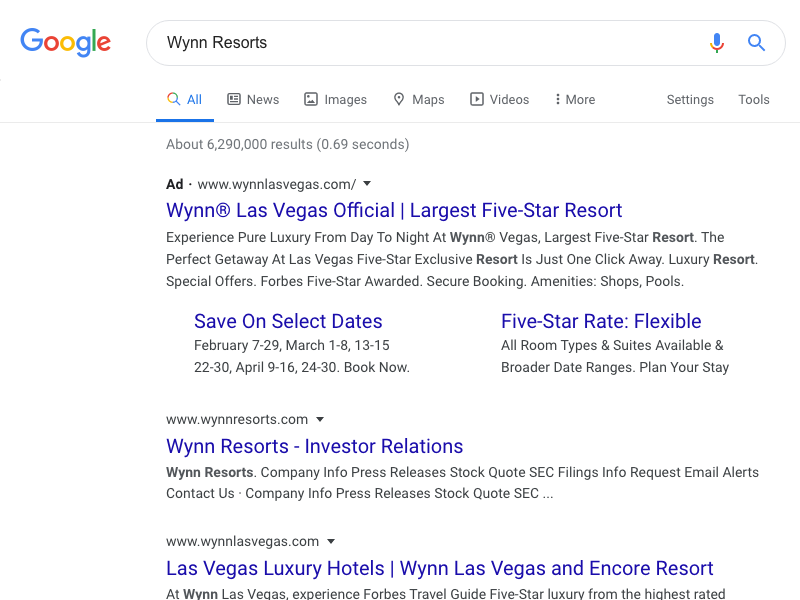 Google
Wynn Resorts
All News Images Maps Videos More Settings Tools
About 6,290,000 results (0.69 seconds)
Ad · www.wynnlasvegas.com/
Wynn® Las Vegas Official | Largest Five-Star Resort
Experience Pure Luxury From Day To Night At Wynn® Vegas, Largest Five-Star Resort. The
Perfect Getaway At Las Vegas Five-Star Exclusive Resort Is Just One Click Away. Luxury Resort.
Special Offers. Forbes Five-Star Awarded. Secure Booking. Amenities: Shops, Pools.
Save On Select Dates
February 7-29, March 1-8, 13-15
22-30, April 9-16, 24-30. Book Now.
Five-Star Rate: Flexible
All Room Types & Suites Available &
Broader Date Ranges. Plan Your Stay
www.wynnresorts.com
Wynn Resorts - Investor Relations
Wynn Resorts. Company Info Press Releases Stock Quote SEC Filings Info Request Email Alerts
Contact Us · Company Info Press Releases Stock Quote SEC ...
www.wynnlasvegas.com
Las Vegas Luxury Hotels | Wynn Las Vegas and Encore Resort
At Wynn Las Vegas, experience Forbes Travel Guide Five-Star luxury from the highest rated